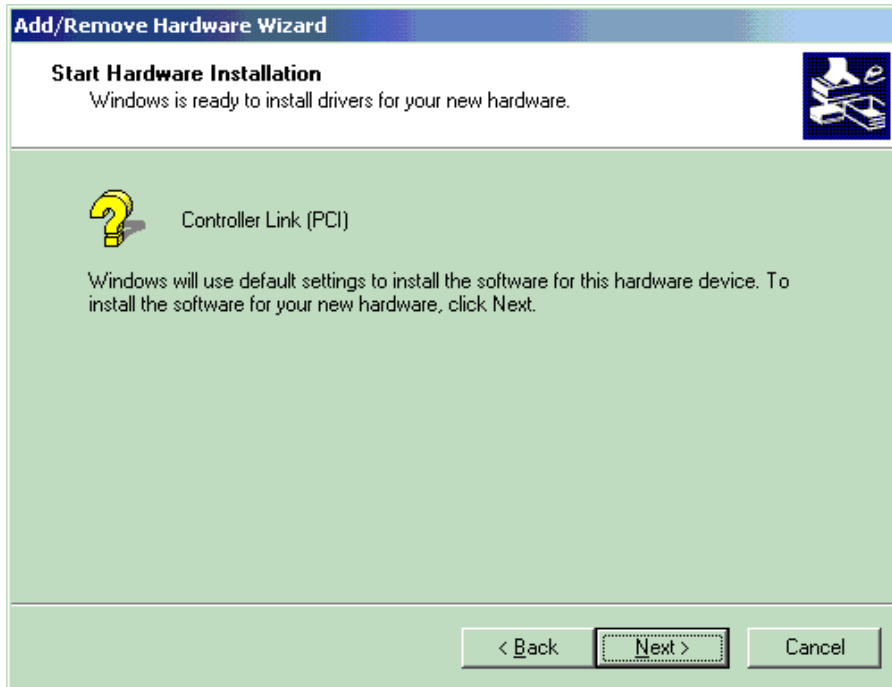 Add/Remove Hardware Wizard
Start Hardware Installation
Windows is ready to install drivers for your new hardware.
Controller Link (PCI)
Windows will use default settings to install the software for this hardware device. To
install the software for your new hardware, click Next.
< Back Next > Cancel